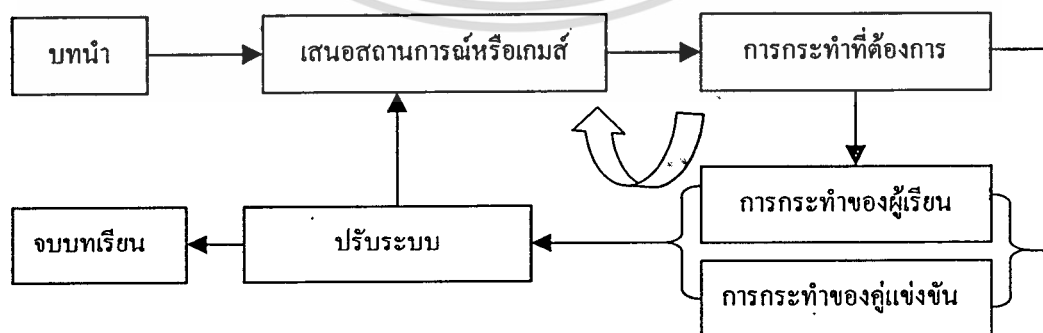 บทนำ
เสนอสถานการณ์หรือเกมส์
การกระทำที่ต้องการ
การกระทำของผู้เรียน
จบบทเรียน
ปรับระบบ
การกระทำของคู่แข่งขัน